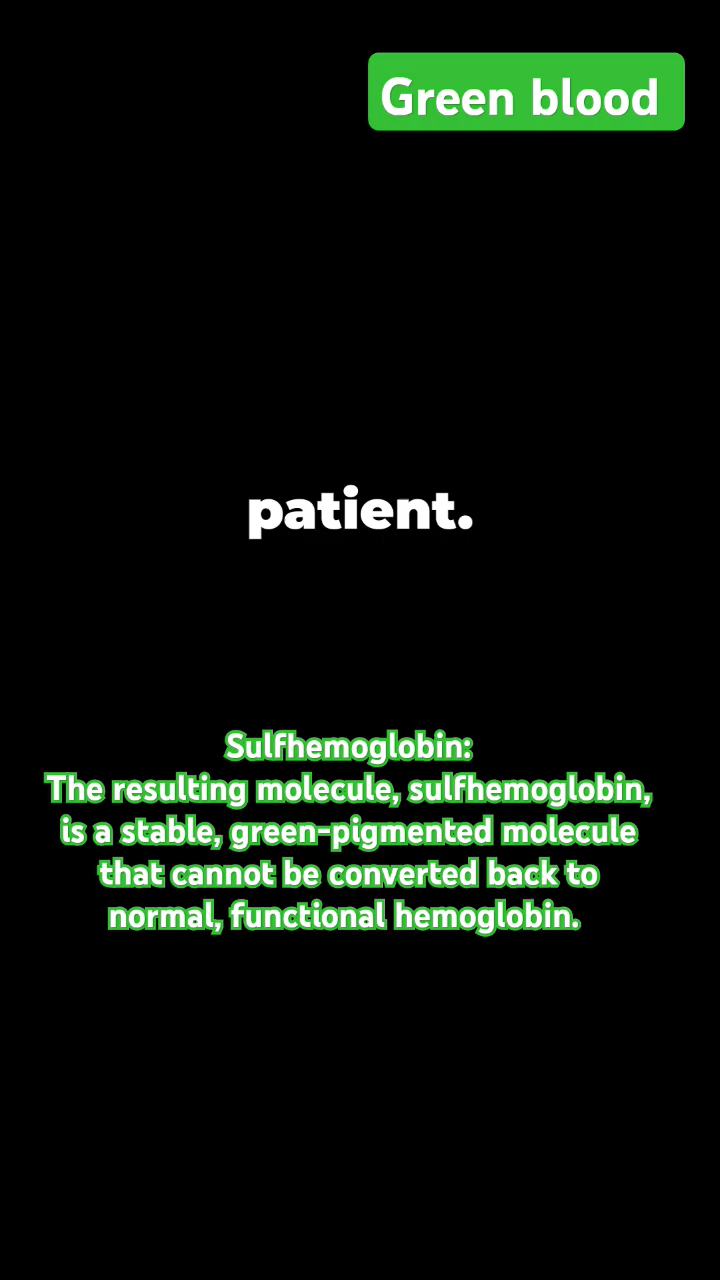 Green blood
patient.
Sulfhemoglobin:
The resulting molecule, sulfhemoglobin,
is a stable, green-pigmented molecule
that cannot be converted back to
normal, functional hemoglobin.